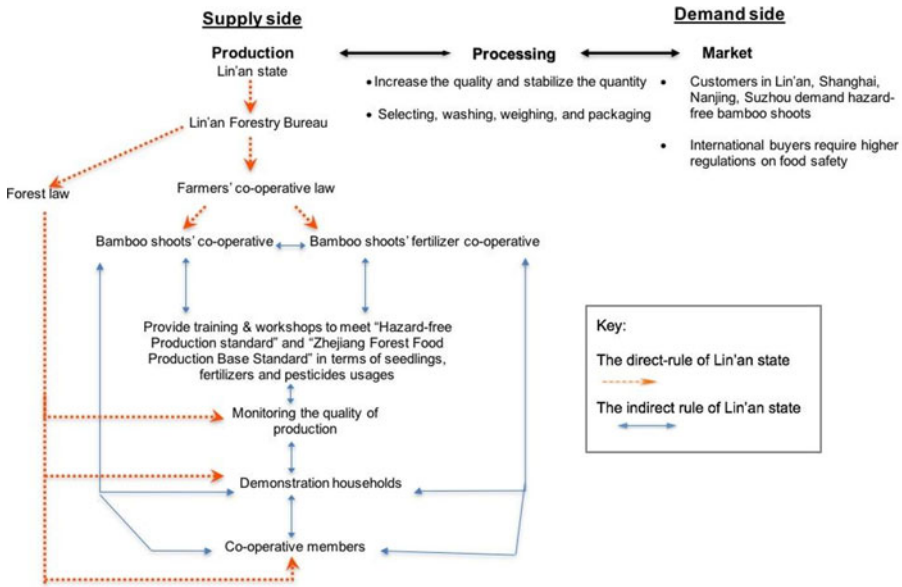 Supply side
Demand side
Production
Processing
Market
Lin'an state
• Increase the quality and stabilize the quantity
• Selecting, washing, weighing, and packaging
• Customers in Lin'an, Shanghai,
Nanjing, Suzhou demand hazard-
free bamboo shoots
• International buyers require higher
regulations on food safety
Lin'an Forestry Bureau
Forest law
Farmers' co-operative law
Bamboo shoots' co-operative
Bamboo shoots' fertilizer co-operative
Provide training & workshops to meet "Hazard-free
Production standard" and "Zhejiang Forest Food
Production Base Standard" in terms of seedlings,
fertilizers and pesticides usages
Monitoring the quality of
production
Demonstration households
Co-operative members
Key:
The direct-rule of Lin'an state
The indirect rule of Lin'an state